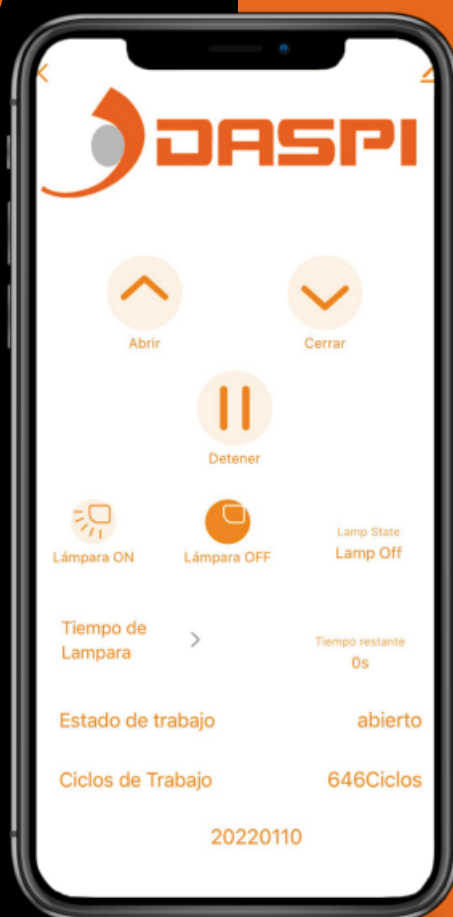 DASPI
Abrir
Cerrar
Detener
Lámpara ON
Lámpara OFF
Lamp State
Lamp Off
Tiempo de
Lampara
Tiempo restante
0s
Estado de trabajo
abierto
Ciclos de Trabajo
646Ciclos
20220110